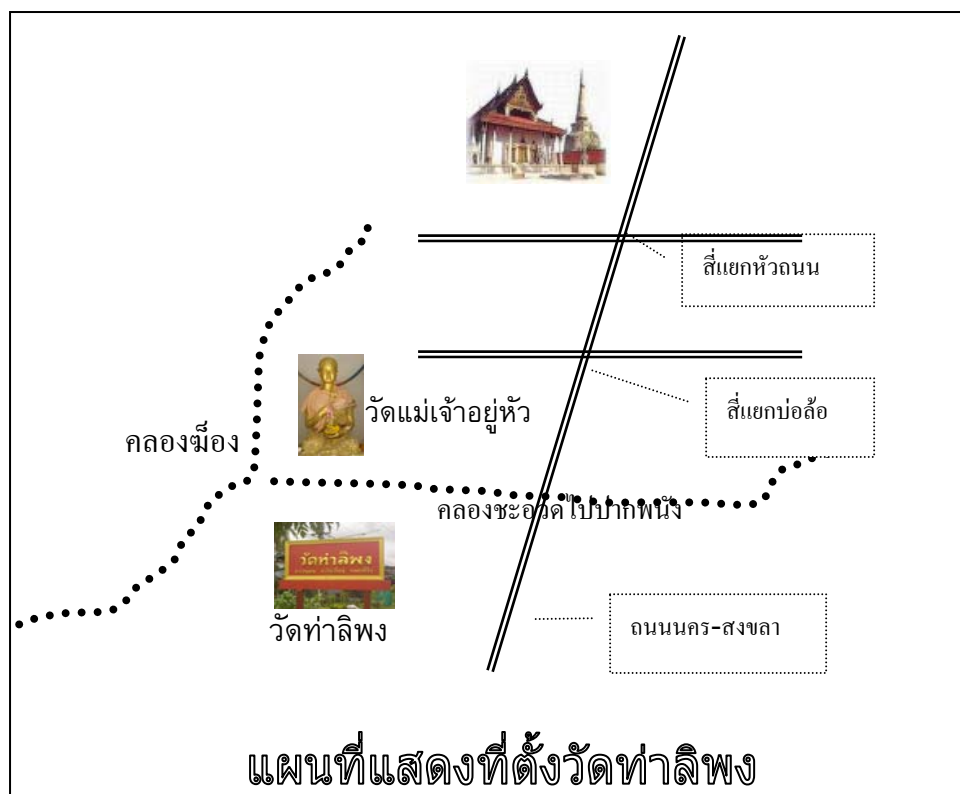 สี่แยกหัวถนน
สี่แยกบ่อล้อ
วัดแม่เจ้าอยู่หัว
คลองฆ็อง
คลองชะอวดไปปากพนัง
วัดท่าลิพง
วัดท่าลิพง
ถนนนคร-สงขลา
แผนที่แสดงที่ตั้งวัดท่าลิพง